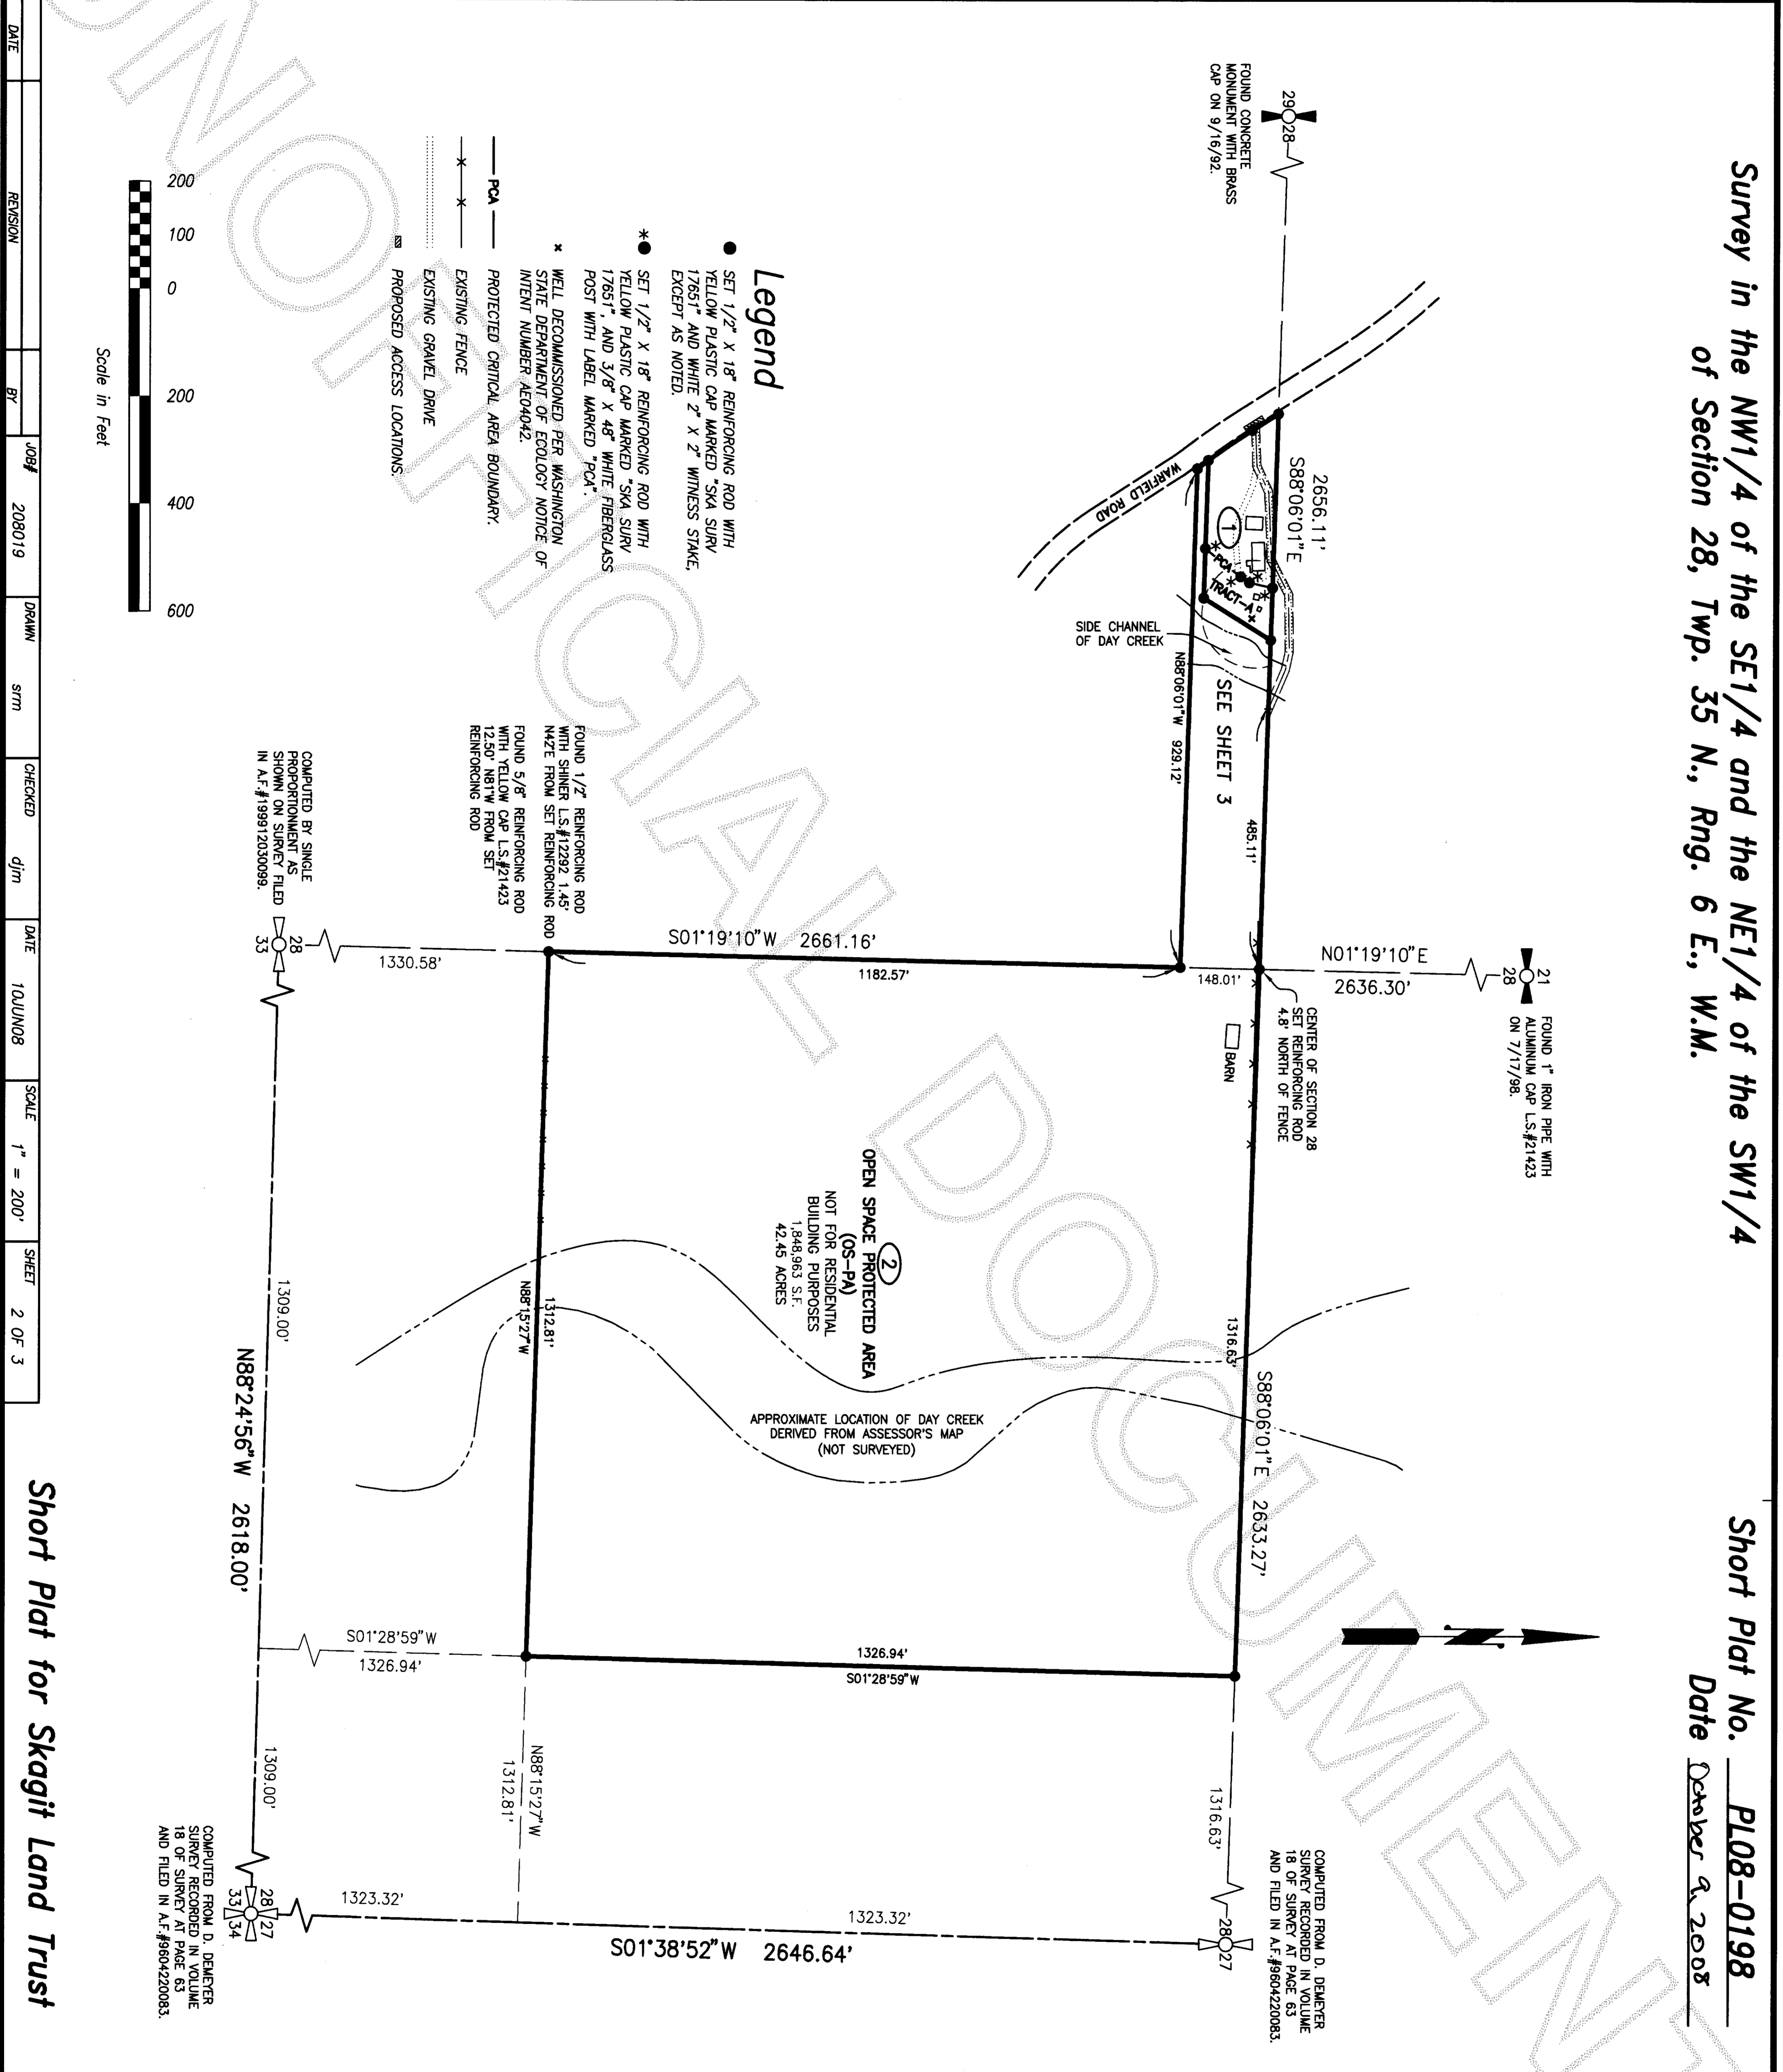 Survey in the NW1/4 of the SE1/4 and the NE1/4 of the SW1/4
of Section 28, Twp. 35 N., Rng. 6 E., W.M.
Short Plat No. PL08-0198
Date October 9, 2008
29 28
FOUND CONCRETE
MONUMENT WITH BRASS
CAP ON 9/16/92.
2656.11'
S88°06'01"E
WARFIELD ROAD
1
PCA
TRACT-A
SIDE CHANNEL
OF DAY CREEK
SEE SHEET 3
N88°06'01"W 929.12'
485.11'
21
28
FOUND 1" IRON PIPE WITH
ALUMINUM CAP L.S.#21423
ON 7/17/98.
N01°19'10"E
2636.30'
CENTER OF SECTION 28
SET REINFORCING ROD
4.8' NORTH OF FENCE
148.01'
BARN
S01°19'10"W 2661.16'
1182.57'
1330.58'
1316.63'
S88°06'01"E 2633.27'
1316.63'
28 27
COMPUTED FROM D. DEMEYER
SURVEY RECORDED IN VOLUME
18 OF SURVEY AT PAGE 63
AND FILED IN A.F.#9604220083.
2
OPEN SPACE PROTECTED AREA
(OS-PA)
NOT FOR RESIDENTIAL
BUILDING PURPOSES
1,848,963 S.F.
42.45 ACRES
APPROXIMATE LOCATION OF DAY CREEK
DERIVED FROM ASSESSOR'S MAP
(NOT SURVEYED)
1326.94'
S01°28'59"W
1312.81'
N88°15'27"W
N88°15'27"W
1312.81'
S01°28'59"W
1326.94'
1323.32'
1323.32'
S01°38'52"W 2646.64'
FOUND 1/2" REINFORCING ROD
WITH SHINER L.S.#12292 1.45'
N42'E FROM SET REINFORCING ROD
FOUND 5/8" REINFORCING ROD
WITH YELLOW CAP L.S.#21423
12.50' N81'W FROM SET
REINFORCING ROD
COMPUTED BY SINGLE
PROPORTIONMENT AS
SHOWN ON SURVEY FILED
IN A.F.#199912030099.
28
33
1309.00'
N88°24'56"W 2618.00'
1309.00'
28 27
33 34
COMPUTED FROM D. DEMEYER
SURVEY RECORDED IN VOLUME
18 OF SURVEY AT PAGE 63
AND FILED IN A.F.#9604220083.
Legend
SET 1/2" X 18" REINFORCING ROD WITH
YELLOW PLASTIC CAP MARKED "SKA SURV
17651" AND WHITE 2" X 2" WITNESS STAKE,
EXCEPT AS NOTED.
SET 1/2" X 18" REINFORCING ROD WITH
YELLOW PLASTIC CAP MARKED "SKA SURV
17651", AND 3/8" X 48" WHITE FIBERGLASS
POST WITH LABEL MARKED "PCA".
WELL DECOMMISSIONED PER WASHINGTON
STATE DEPARTMENT OF ECOLOGY NOTICE OF
INTENT NUMBER AE04042.
PCA PROTECTED CRITICAL AREA BOUNDARY.
EXISTING FENCE
EXISTING GRAVEL DRIVE
PROPOSED ACCESS LOCATIONS.
200 100 0 200 400 600
Scale in Feet
DATE REVISION BY
JOB# 208019
DRAWN srm
CHECKED djm
DATE 10JUN08
SCALE 1" = 200'
SHEET 2 OF 3
Short Plat for Skagit Land Trust
UNOFFICIAL DOCUMENT